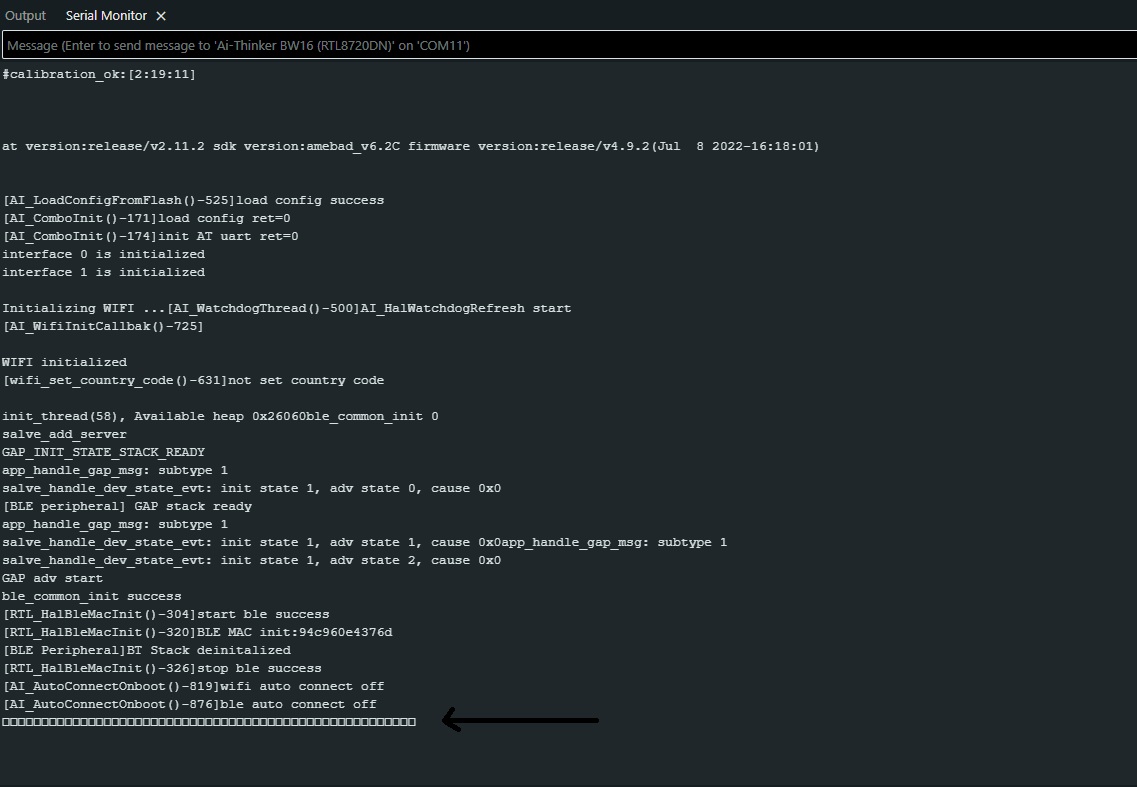 Output
Serial Monitor
Message (Enter to send message to 'Ai-Thinker BW16 (RTL8720DN)' on 'COM11')
#calibration_ok:[2:19:11]
at version:release/v2.11.2 sdk version:amebad_v6.2C firmware version:release/v4.9.2(Jul  8 2022-16:18:01)
[AI_LoadConfigFromFlash()-525]load config success
[AI_ComboInit()-171]load config ret=0
[AI_ComboInit()-174]init AT uart ret=0
interface 0 is initialized
interface 1 is initialized
Initializing WIFI ...[AI_WatchdogThread()-500]AI_HalWatchdogRefresh start
[AI_WifiInitCallbak()-725]
WIFI initialized
[wifi_set_country_code()-631]not set country code
init_thread(58), Available heap 0x26060ble_common_init 0
salve_add_server
GAP_INIT_STATE_STACK_READY
app_handle_gap_msg: subtype 1
salve_handle_dev_state_evt: init state 1, adv state 0, cause 0x0
[BLE peripheral] GAP stack ready
app_handle_gap_msg: subtype 1
salve_handle_dev_state_evt: init state 1, adv state 1, cause 0x0app_handle_gap_msg: subtype 1
salve_handle_dev_state_evt: init state 1, adv state 2, cause 0x0
GAP adv start
ble_common_init success
[RTL_HalBleMacInit()-304]start ble success
[RTL_HalBleMacInit()-320]BLE MAC init:94c960e4376d
[BLE Peripheral]BT Stack deinitalized
[RTL_HalBleMacInit()-326]stop ble success
[AI_AutoConnectOnboot()-819]wifi auto connect off
[AI_AutoConnectOnboot()-876]ble auto connect off